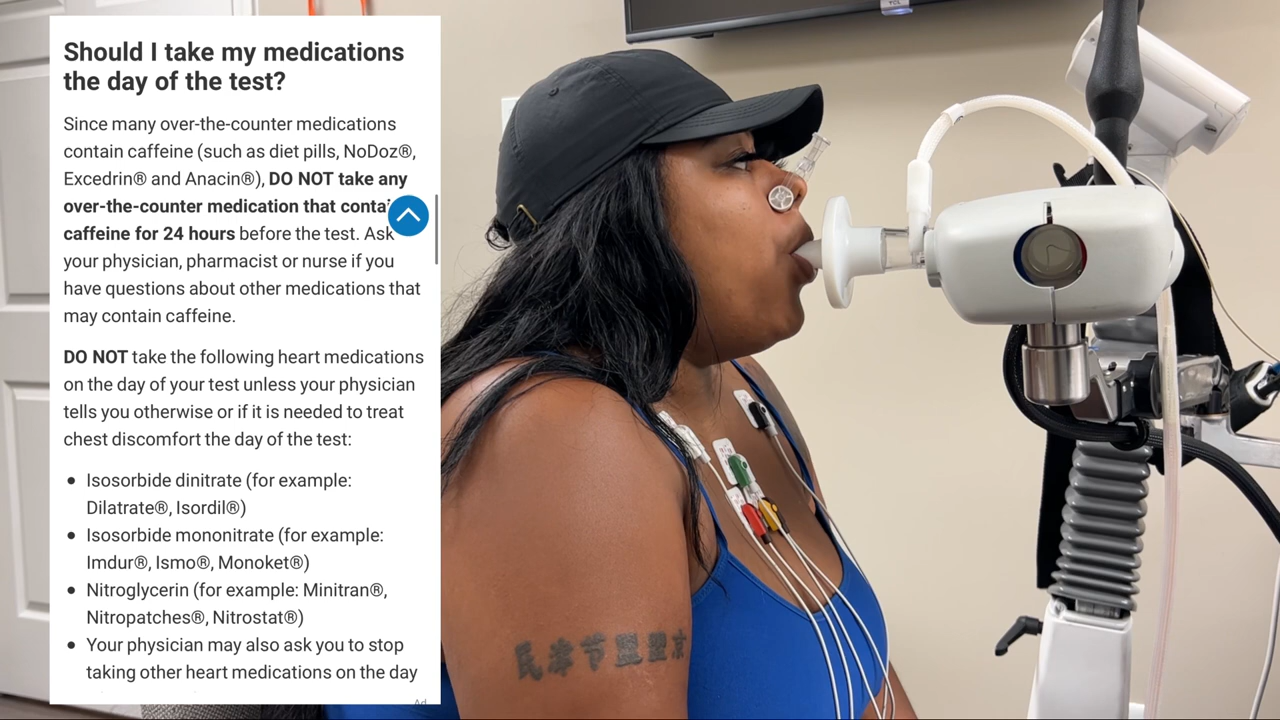 Should I take my medications
the day of the test?
Since many over-the-counter medications
contain caffeine (such as diet pills, NoDoz®,
Excedrin® and Anacin®), DO NOT take any
over-the-counter medication that contai
caffeine for 24 hours before the test. Ask
your physician, pharmacist or nurse if you
have questions about other medications that
may contain caffeine.
DO NOT take the following heart medications
on the day of your test unless your physician
tells you otherwise or if it is needed to treat
chest discomfort the day of the test:
• Isosorbide dinitrate (for example:
Dilatrate®, Isordil®)
• Isosorbide mononitrate (for example:
Imdur®, Ismo®, Monoket®)
• Nitroglycerin (for example: Minitran®,
Nitropatches®, Nitrostat®)
• Your physician may also ask you to stop
taking other heart medications on the day
Ad
TCL